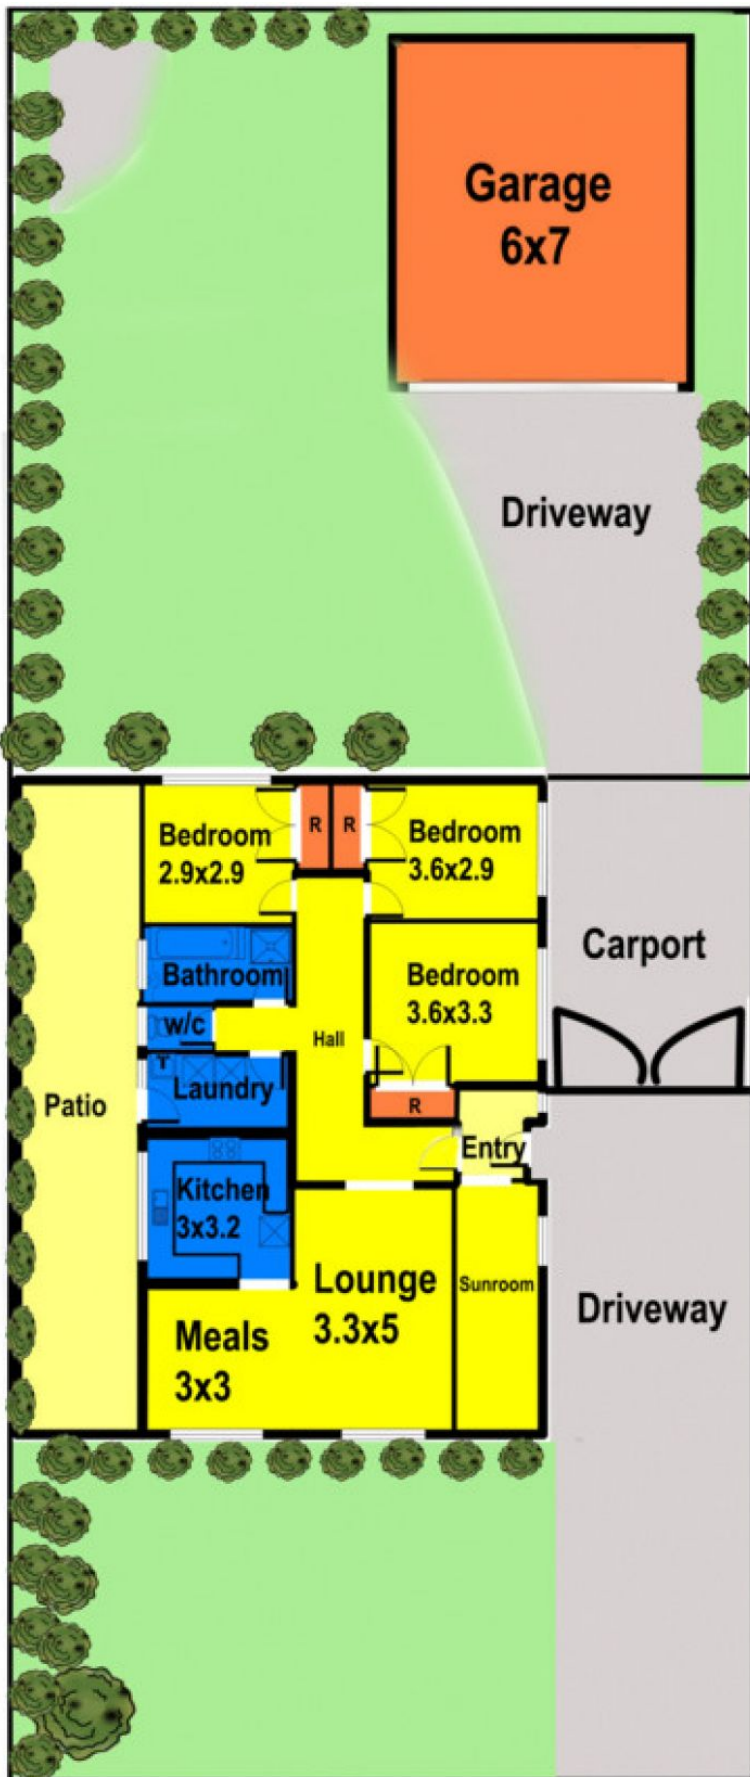 Garage
6x7
Driveway
Bedroom
2.9x2.9
R
R
Bedroom
3.6x2.9
Carport
Bathroom
Bedroom
3.6x3.3
w/c
Hall
T
Laundry
Patio
R
Entry
Kitchen
3x3.2
Lounge
3.3x5
Sunroom
Driveway
Meals
3x3